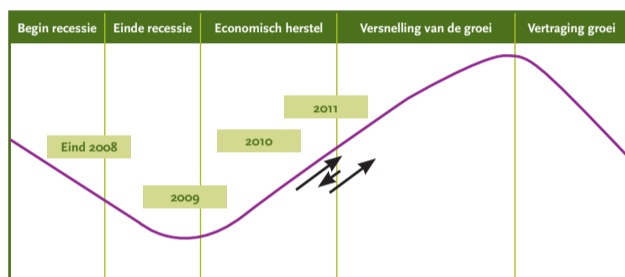 Begin recessie Einde recessie Economisch herstel Versnelling van de groei Vertraging groei
2011
2010
Eind 2008
2009